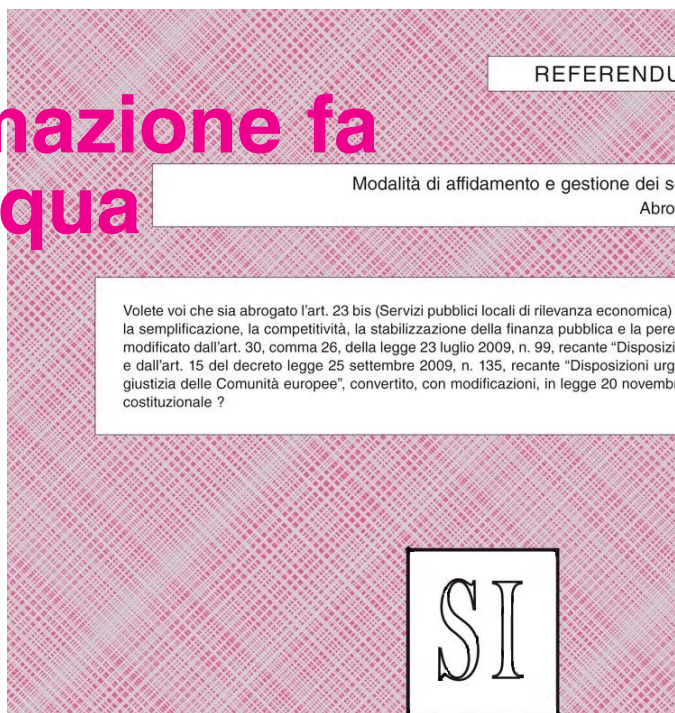 REFERENDU
mazione fa
qua
Modalità di affidamento e gestione dei s
Abro
Volete voi che sia abrogato l’art. 23 bis (Servizi pubblici locali di rilevanza economica)
la semplificazione, la competitività, la stabilizzazione della finanza pubblica e la pere
modificato dall’art. 30, comma 26, della legge 23 luglio 2009, n. 99, recante “Disposizi
e dall’art. 15 del decreto legge 25 settembre 2009, n. 135, recante “Disposizioni urg
giustizia delle Comunità europee”, convertito, con modificazioni, in legge 20 novembr
costituzionale ?
SI